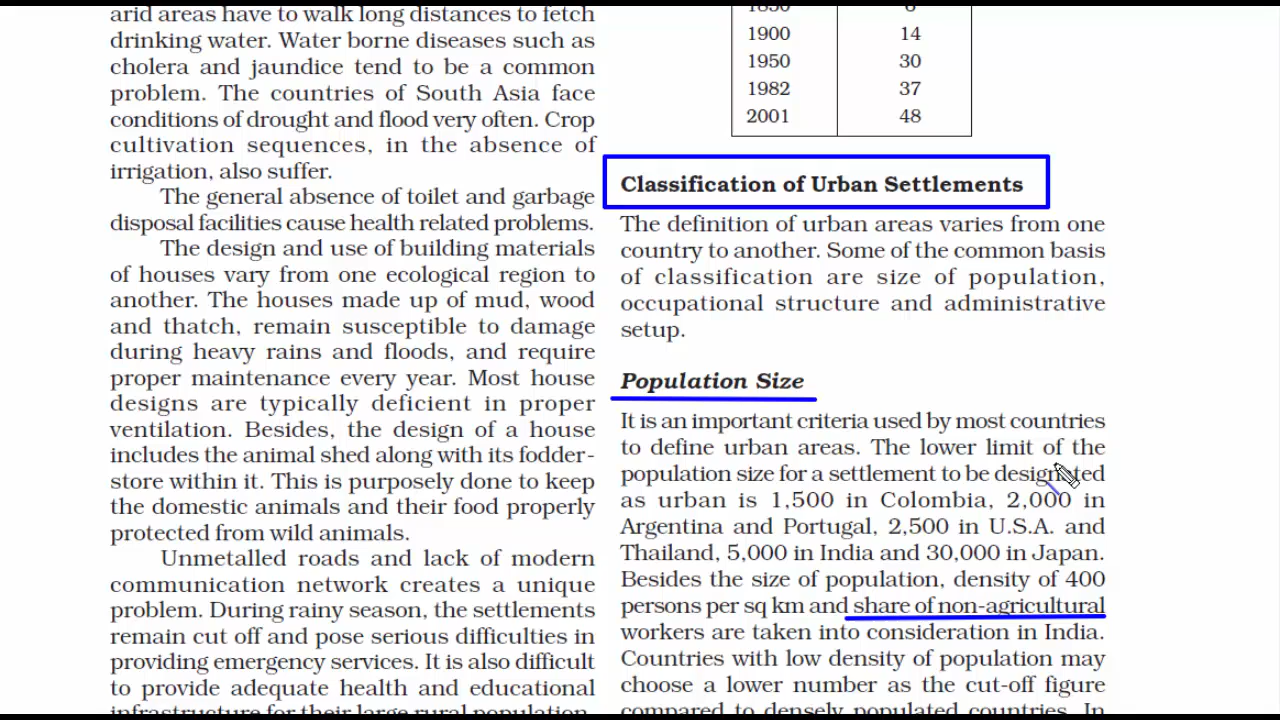 arid areas have to walk long distances to fetch
drinking water. Water borne diseases such as
cholera and jaundice tend to be a common
problem. The countries of South Asia face
conditions of drought and flood very often. Crop
cultivation sequences, in the absence of
irrigation, also suffer.
The general absence of toilet and garbage
disposal facilities cause health related problems.
The design and use of building materials
of houses vary from one ecological region to
another. The houses made up of mud, wood
and thatch, remain susceptible to damage
during heavy rains and floods, and require
proper maintenance every year. Most house
designs are typically deficient in proper
ventilation. Besides, the design of a house
includes the animal shed along with its fodder-
store within it. This is purposely done to keep
the domestic animals and their food properly
protected from wild animals.
Unmetalled roads and lack of modern
communication network creates a unique
problem. During rainy season, the settlements
remain cut off and pose serious difficulties in
providing emergency services. It is also difficult
to provide adequate health and educational
infrastructure for their large rural population.
1900 14
1950 30
1982 37
2001 48
Classification of Urban Settlements
The definition of urban areas varies from one
country to another. Some of the common basis
of classification are size of population,
occupational structure and administrative
setup.
Population Size
It is an important criteria used by most countries
to define urban areas. The lower limit of the
population size for a settlement to be designated
as urban is 1,500 in Colombia, 2,000 in
Argentina and Portugal, 2,500 in U.S.A. and
Thailand, 5,000 in India and 30,000 in Japan.
Besides the size of population, density of 400
persons per sq km and share of non-agricultural
workers are taken into consideration in India.
Countries with low density of population may
choose a lower number as the cut-off figure
compared to densely populated countries. In